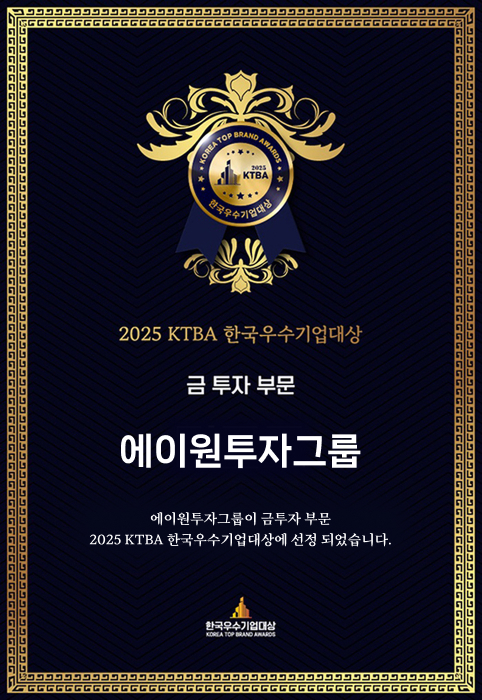 KOREA TOP BRAND AWARDS
2025
KTBA
한국우수기업대상
2025 KTBA 한국우수기업대상
금 투자 부문
에이원투자그룹
에이원투자그룹이 금투자 부문
2025 KTBA 한국우수기업대상에 선정 되었습니다.
한국우수기업대상
KOREA TOP BRAND AWARDS